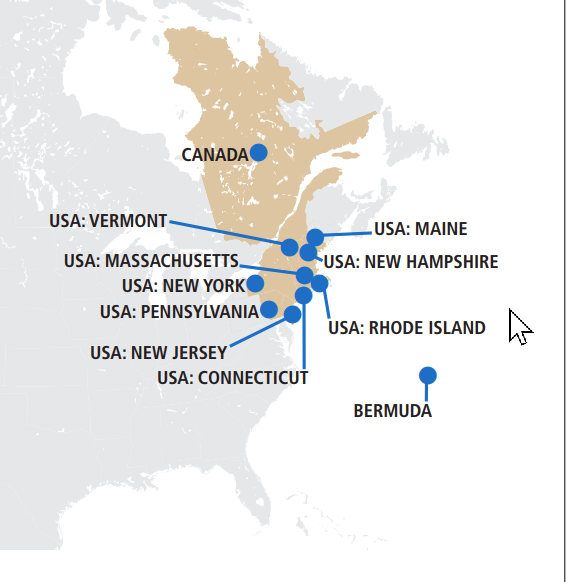 CANADA
USA: VERMONT
USA: MAINE
USA: MASSACHUSETTS
USA: NEW HAMPSHIRE
USA: NEW YORK
USA: PENNSYLVANIA
USA: RHODE ISLAND
USA: NEW JERSEY
USA: CONNECTICUT
BERMUDA